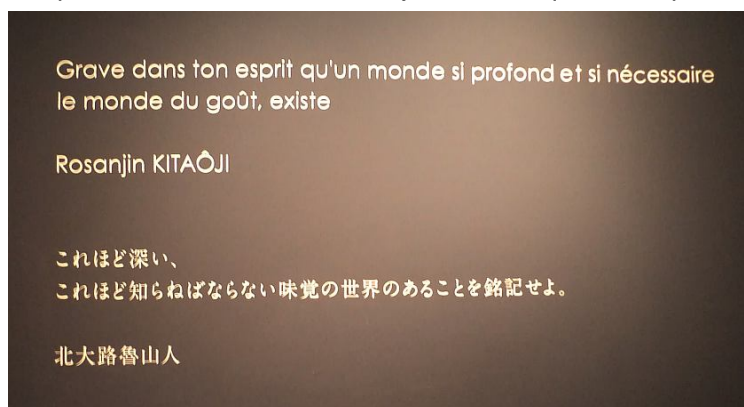 Grave dans ton esprit qu'un monde si profond et si nécessaire
le monde du goût, existe
Rosanjin KITAÔJI
これほど深い、
これほど知らねばならない味覚の世界のあることを銘記せよ。
北大路魯山人